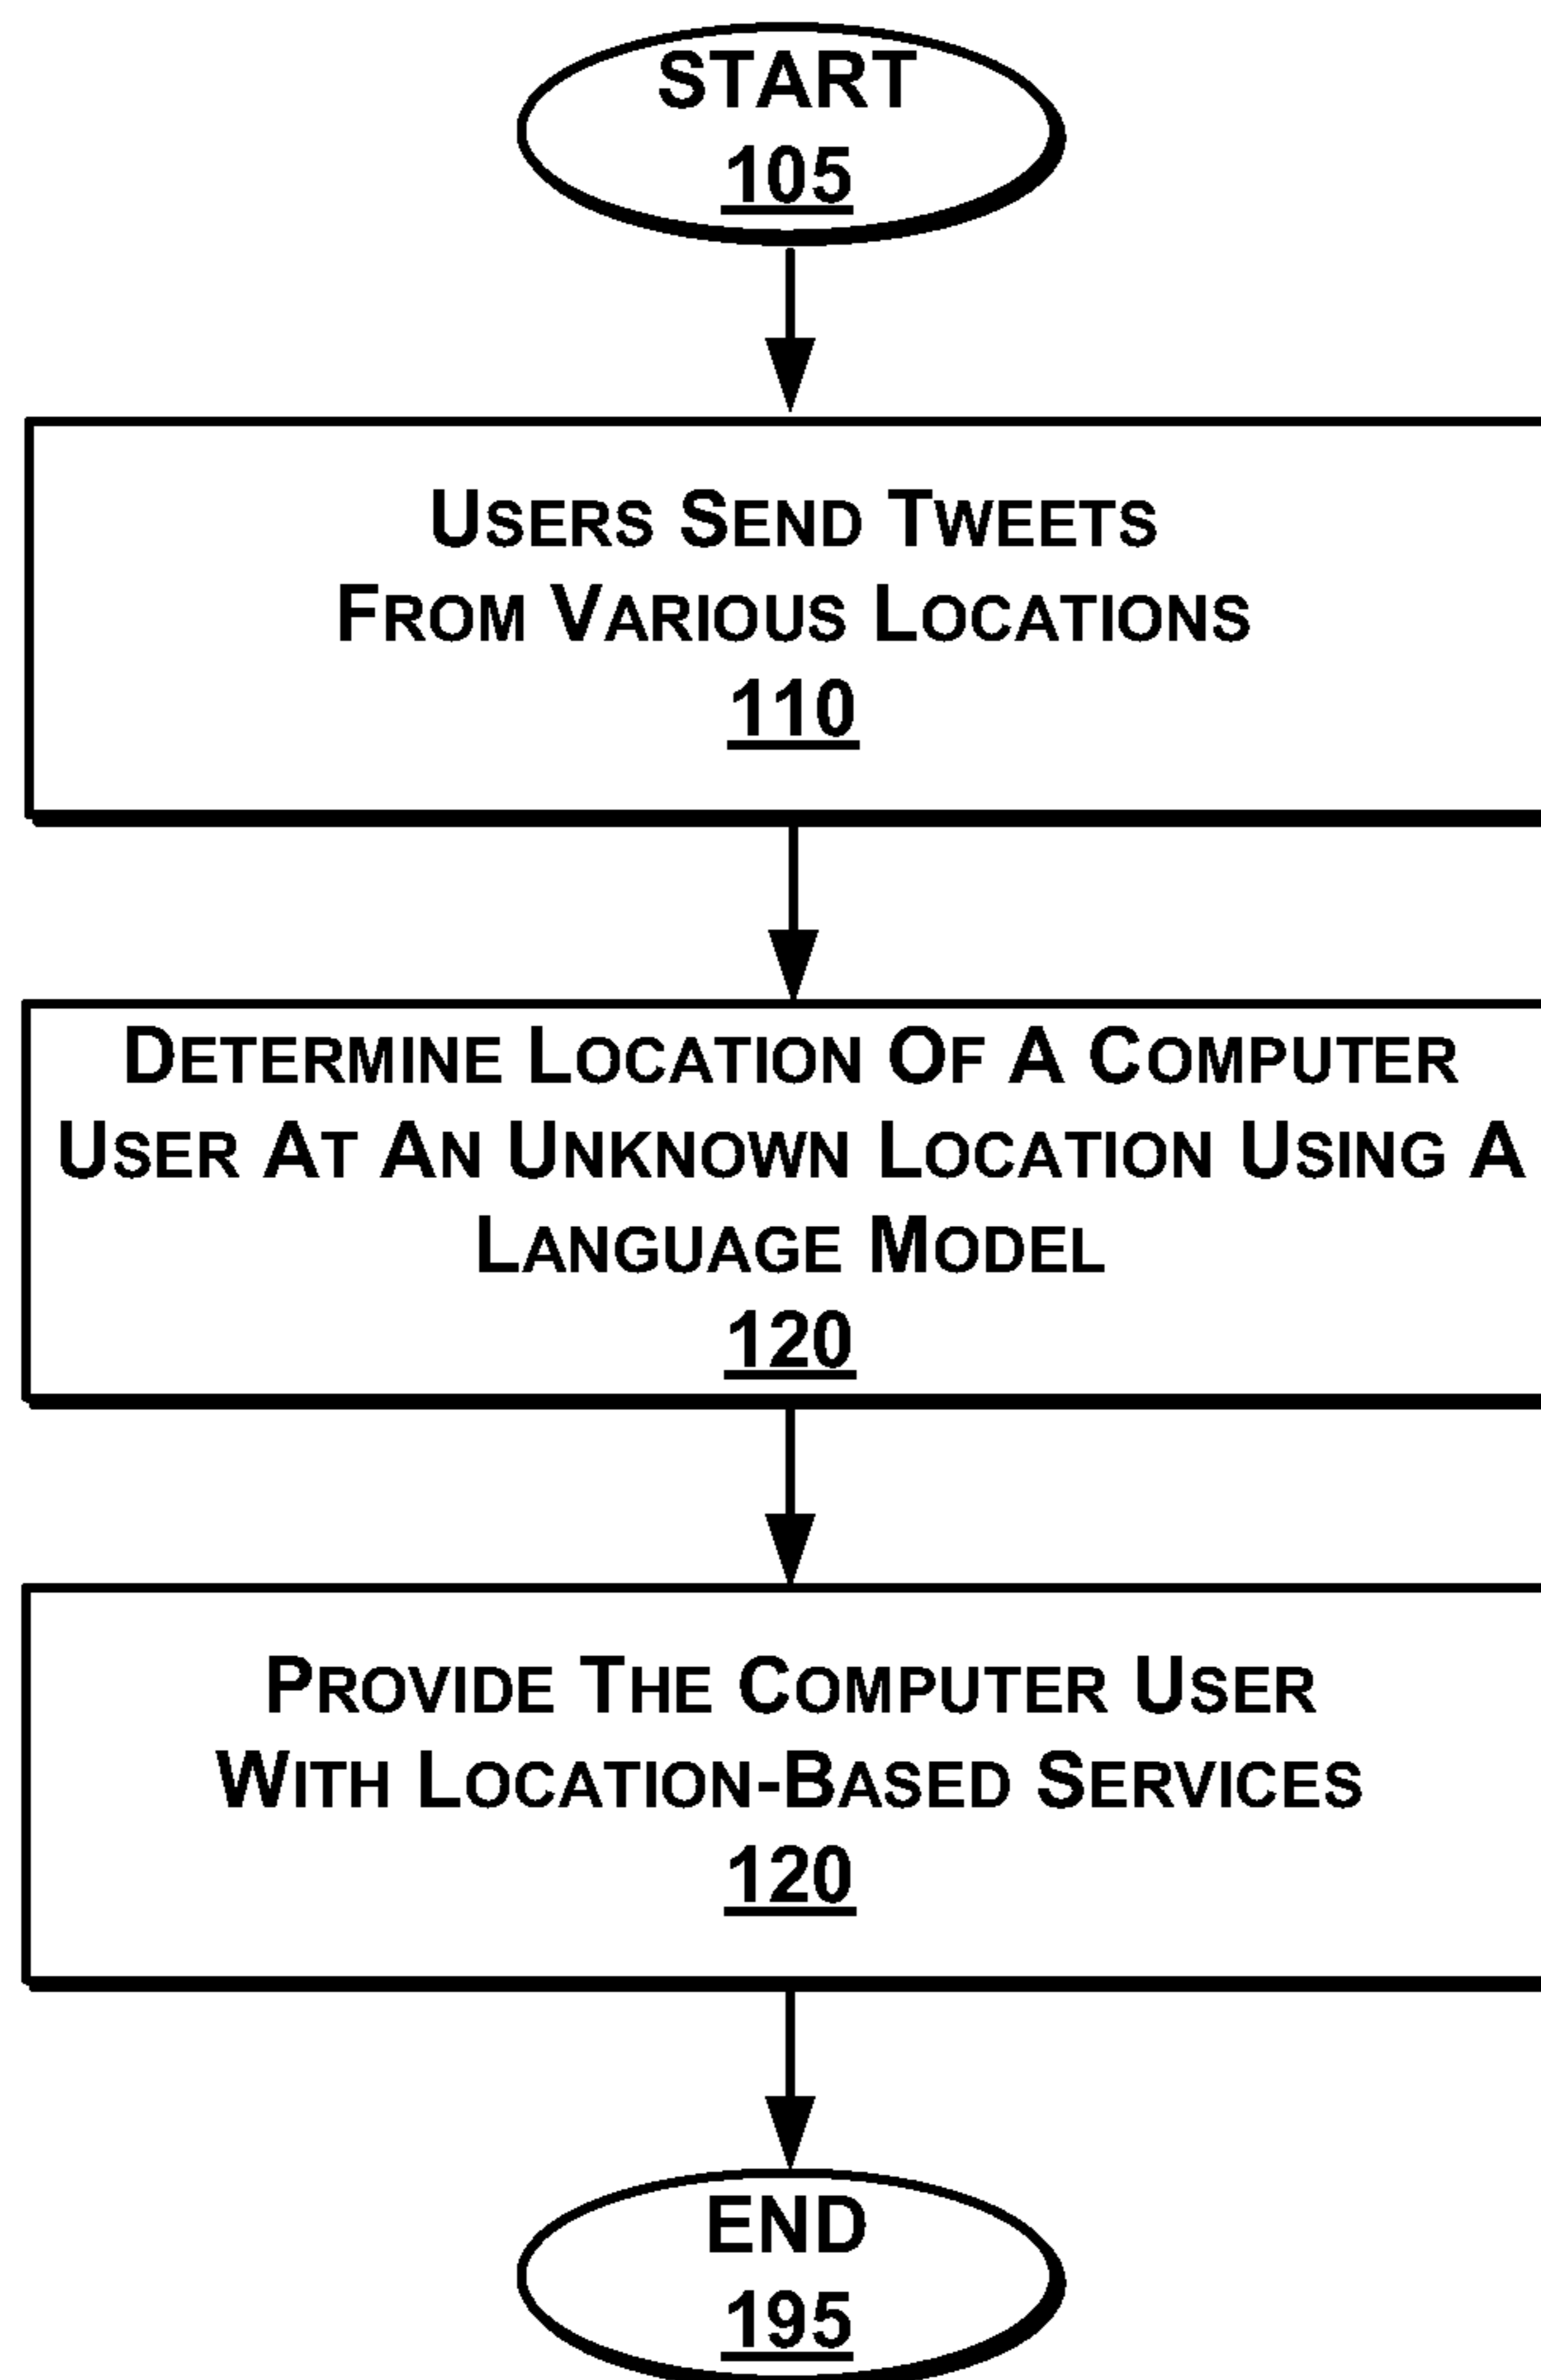 START
105
USERS SEND TWEETS
FROM VARIOUS LOCATIONS
110
DETERMINE LOCATION OF A COMPUTER
USER AT AN UNKNOWN LOCATION USING A
LANGUAGE MODEL
120
PROVIDE THE COMPUTER USER
WITH LOCATION-BASED SERVICES
120
END
195